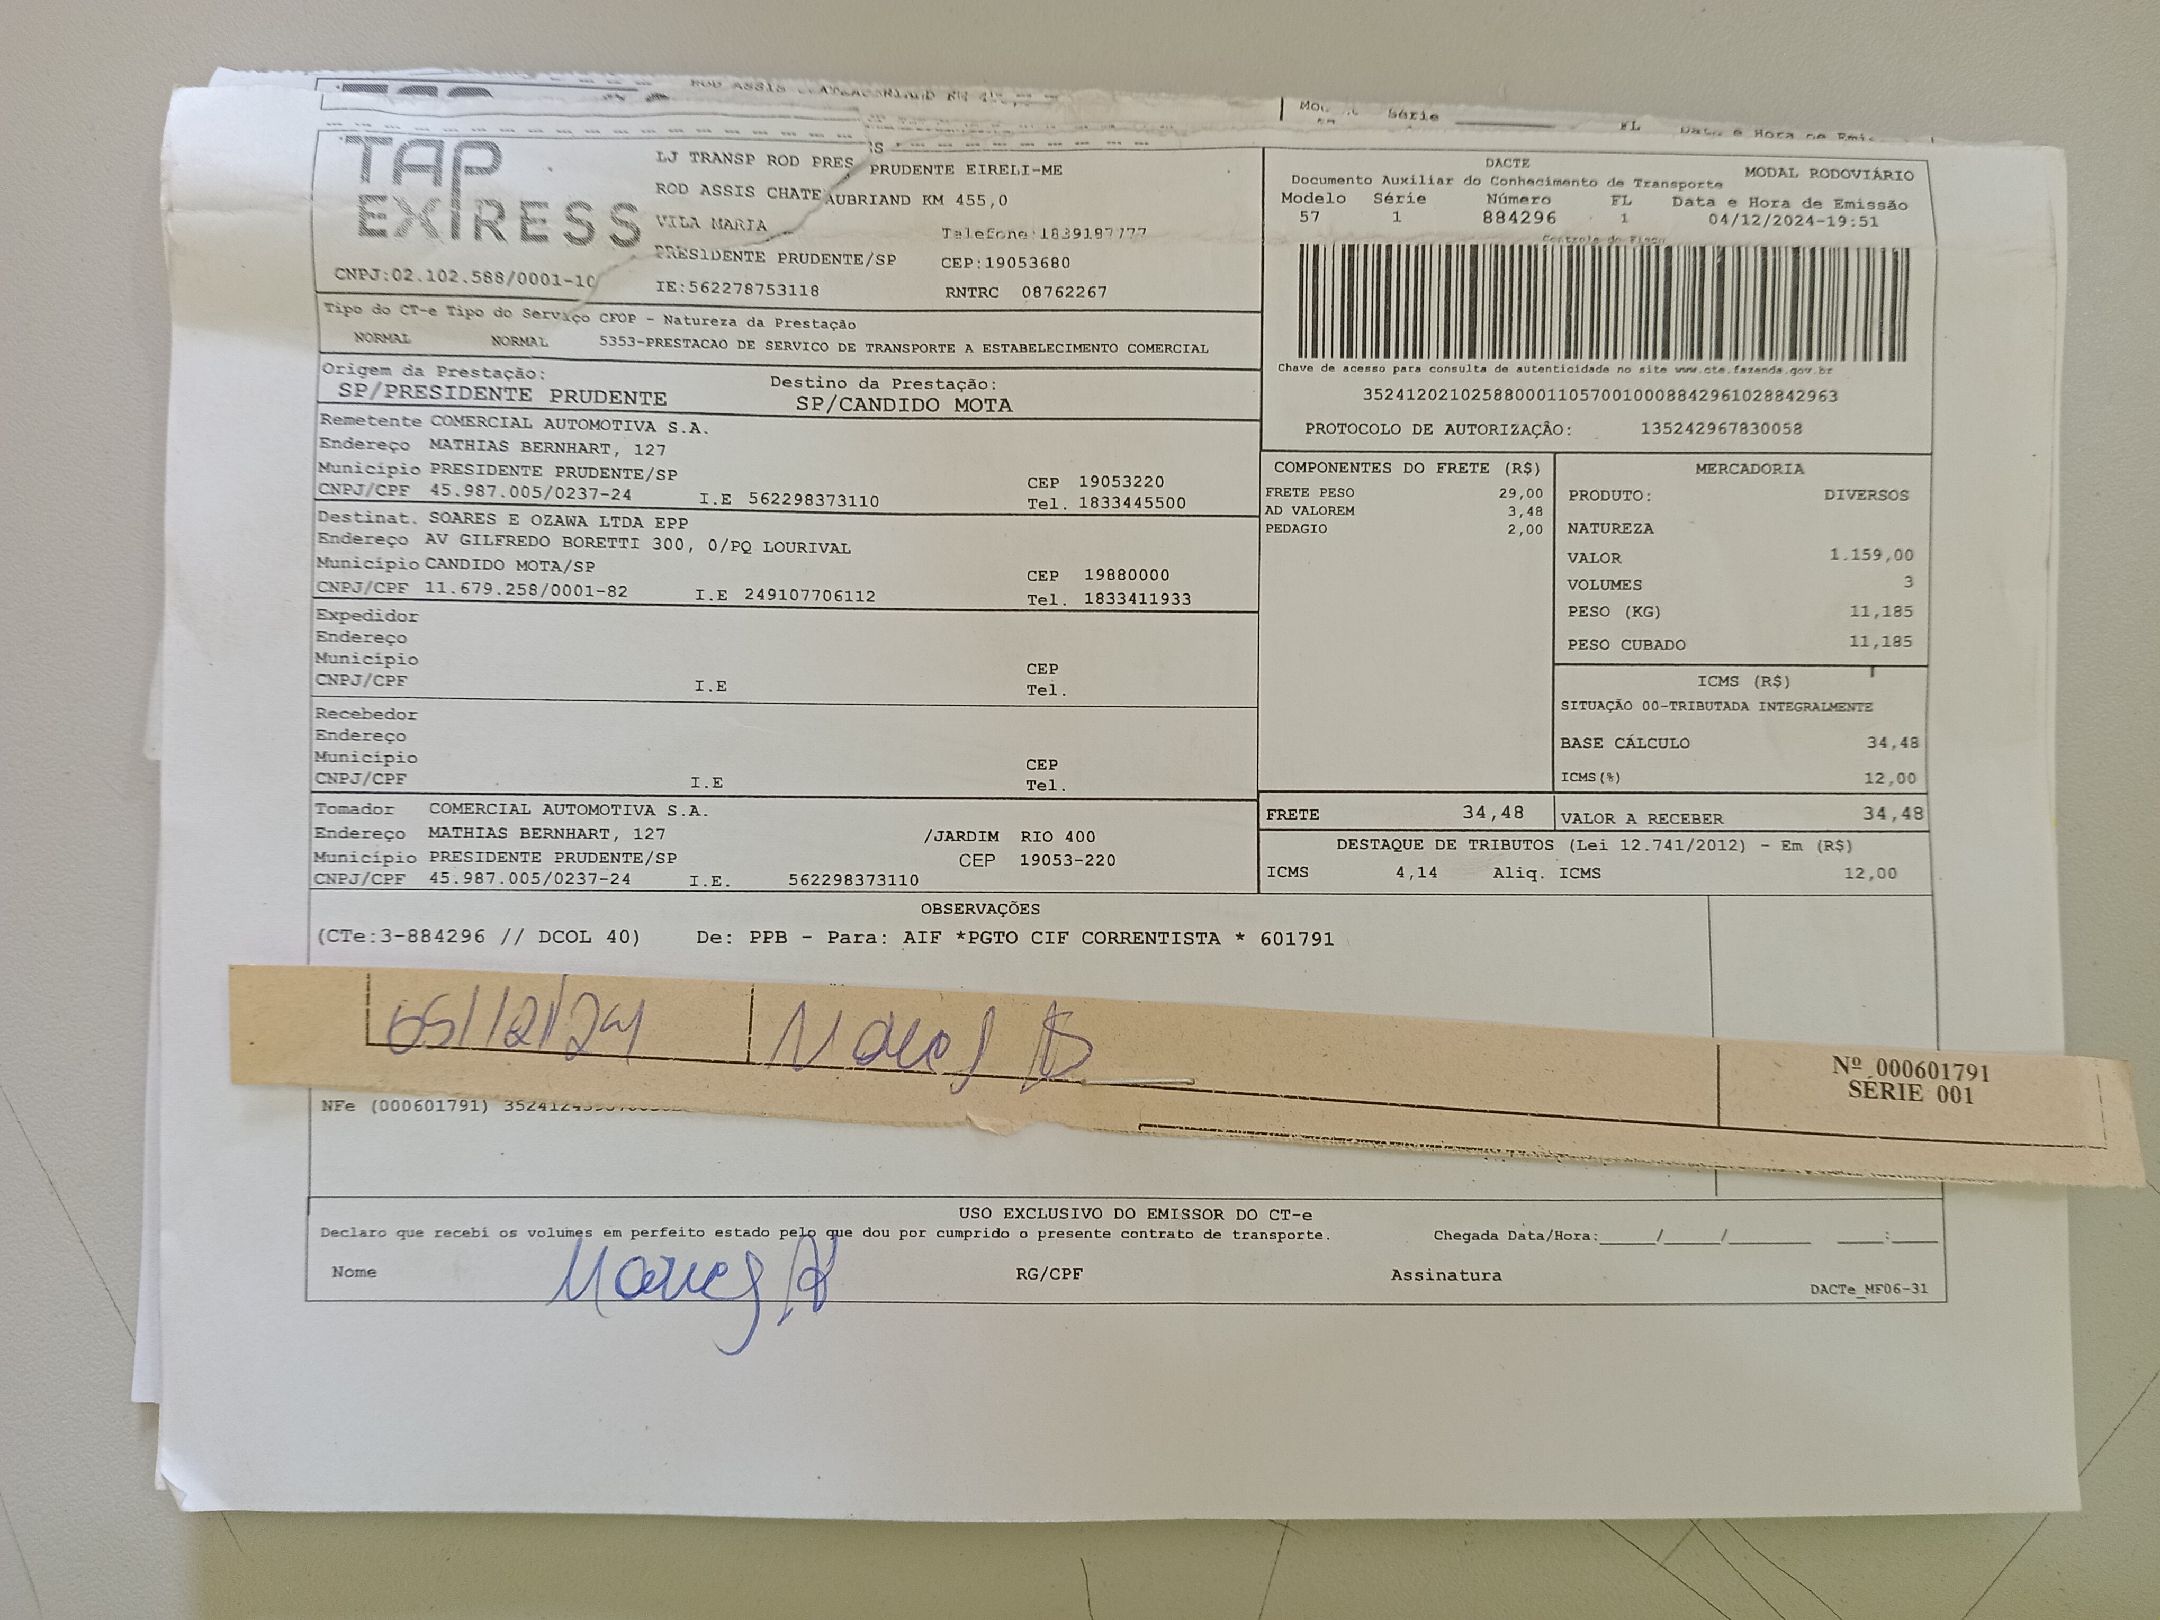 TAP
EXPRESS
CNPJ:02.102.588/0001-10
LJ TRANSP ROD PRES PRUDENTE EIRELI-ME
ROD ASSIS CHATEAUBRIAND KM 455,0
VILA MARIA Telefone:1839187777
PRESIDENTE PRUDENTE/SP CEP:19053680
IE:562278753118 RNTRC 08762267
DACTE MODAL RODOVIÁRIO
Documento Auxiliar do Conhecimento de Transporte
Modelo Série Número FL Data e Hora de Emissão
57 1 884296 1 04/12/2024-19:51
Controle do Fisco
Chave de acesso para consulta de autenticidade no site www.cte.fazenda.gov.br
35241202102588000110570010008842961028842963
PROTOCOLO DE AUTORIZAÇÃO: 135242967830058
Tipo do CT-e Tipo do Serviço CFOP - Natureza da Prestação
NORMAL NORMAL 5353-PRESTACAO DE SERVICO DE TRANSPORTE A ESTABELECIMENTO COMERCIAL
Origem da Prestação: Destino da Prestação:
SP/PRESIDENTE PRUDENTE SP/CANDIDO MOTA
Remetente COMERCIAL AUTOMOTIVA S.A.
Endereço MATHIAS BERNHART, 127
Município PRESIDENTE PRUDENTE/SP CEP 19053220
CNPJ/CPF 45.987.005/0237-24 I.E 562298373110 Tel. 1833445500
Destinat. SOARES E OZAWA LTDA EPP
Endereço AV GILFREDO BORETTI 300, 0/PQ LOURIVAL
Município CANDIDO MOTA/SP CEP 19880000
CNPJ/CPF 11.679.258/0001-82 I.E 249107706112 Tel. 1833411933
Expedidor
Endereço
Município CEP
CNPJ/CPF I.E Tel.
Recebedor
Endereço
Município CEP
CNPJ/CPF I.E Tel.
Tomador COMERCIAL AUTOMOTIVA S.A.
Endereço MATHIAS BERNHART, 127 /JARDIM RIO 400
Município PRESIDENTE PRUDENTE/SP CEP 19053-220
CNPJ/CPF 45.987.005/0237-24 I.E. 562298373110
COMPONENTES DO FRETE (R$)
FRETE PESO 29,00
AD VALOREM 3,48
PEDAGIO 2,00
MERCADORIA
PRODUTO: DIVERSOS
NATUREZA
VALOR 1.159,00
VOLUMES 3
PESO (KG) 11,185
PESO CUBADO 11,185
ICMS (R$)
SITUAÇÃO 00-TRIBUTADA INTEGRALMENTE
BASE CÁLCULO 34,48
ICMS(%) 12,00
FRETE 34,48 VALOR A RECEBER 34,48
DESTAQUE DE TRIBUTOS (Lei 12.741/2012) - Em (R$)
ICMS 4,14 Aliq. ICMS 12,00
OBSERVAÇÕES
(CTe:3-884296 // DCOL 40) De: PPB - Para: AIF *PGTO CIF CORRENTISTA * 601791
05/12/24
Nº 000601791
SÉRIE 001
NFe (000601791)
USO EXCLUSIVO DO EMISSOR DO CT-e
Declaro que recebi os volumes em perfeito estado pelo que dou por cumprido o presente contrato de transporte. Chegada Data/Hora:_____/_____/_______ ____:____
Nome RG/CPF Assinatura
DACTe_MF06-31